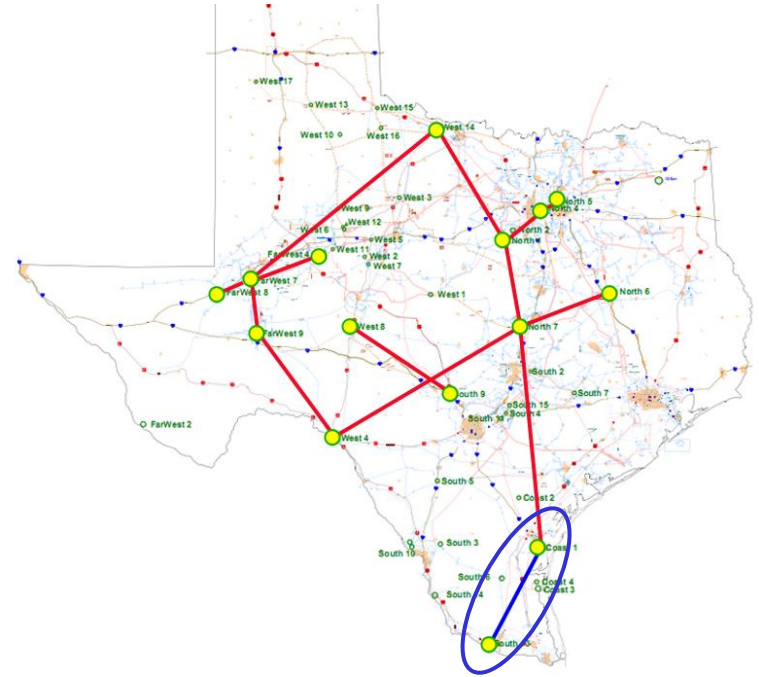 West 17
West 13
West 15
West 10
West 16
West 14
West 3
North 5
North 4
West 9
West 12
West 6
North 2
North
West 5
West 11
FarWest 4
West 2
West 7
FarWest 7
FarWest 8
West 1
North 6
FarWest 9
West 8
North 7
South 2
South 9
South 7
South 15
South 4
FarWest 2
West 4
South 5
Coast 2
South 3
Coast 1
South 19
South 6
Coast 4
Coast 3